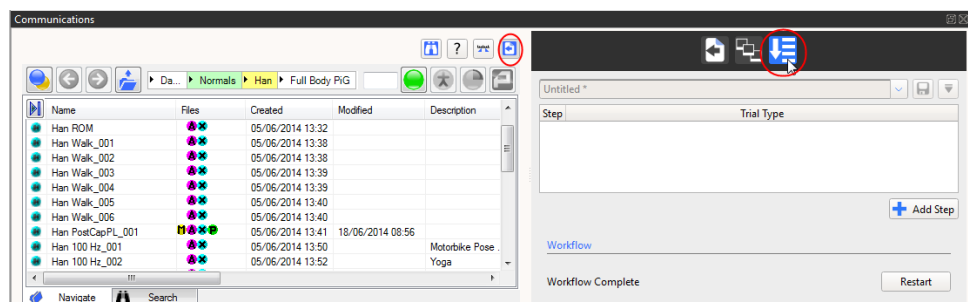 Communications
?
Da... Normals Han Full Body PiG
Untitled *
Name Files Created Modified Description
Step Trial Type
Han ROM A X 05/06/2014 13:32
Han Walk_001 A X 05/06/2014 13:38
Han Walk_002 A X 05/06/2014 13:38
Han Walk_003 A X 05/06/2014 13:39
Han Walk_004 A X 05/06/2014 13:39
Han Walk_005 A X 05/06/2014 13:40
Han Walk_006 A X 05/06/2014 13:40
Han PostCapPL_001 M A X P 05/06/2014 13:41 18/06/2014 08:56
Han 100 Hz_001 A X 05/06/2014 13:50 Motorbike Pose .
Han 100 Hz_002 A X 05/06/2014 13:52 Yoga
Navigate Search
Add Step
Workflow
Workflow Complete Restart